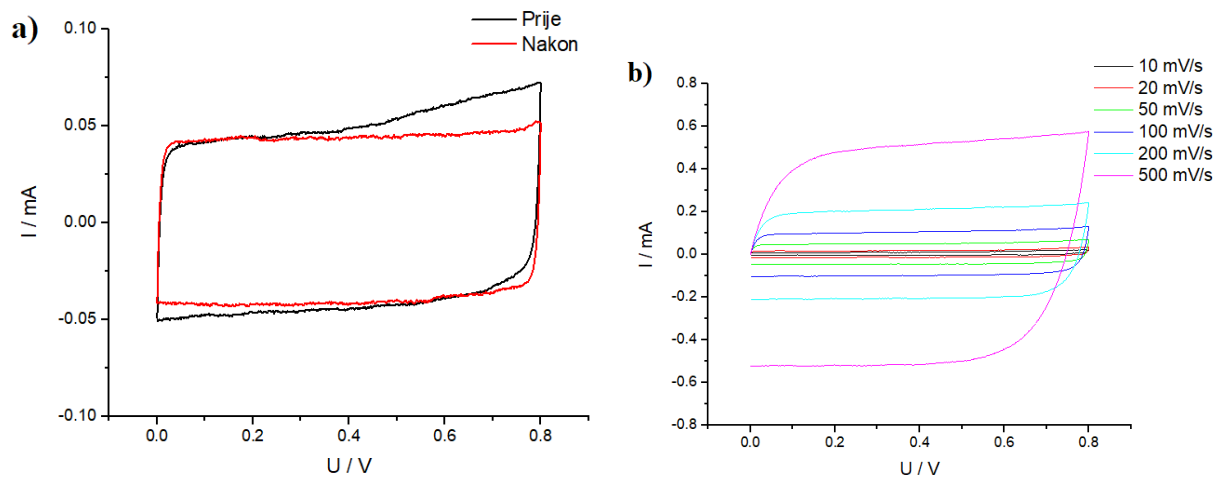 a)
Prije
Nakon
I / mA
0.10
0.05
0.00
-0.05
-0.10
0.0 0.2 0.4 0.6 0.8
U / V
b)
10 mV/s
20 mV/s
50 mV/s
100 mV/s
200 mV/s
500 mV/s
I / mA
0.8
0.6
0.4
0.2
0.0
-0.2
-0.4
-0.6
-0.8
0.0 0.2 0.4 0.6 0.8
U / V